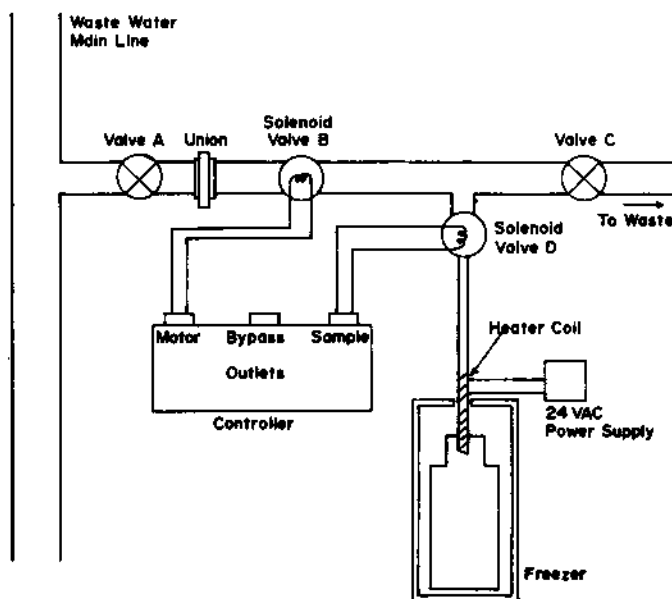 Waste Water
Main Line
Valve A
Union
Solenoid
Valve B
Valve C
To Waste
Solenoid
Valve D
Motor
Bypass
Sample
Outlets
Controller
Heater Coil
24 VAC
Power Supply
Freezer